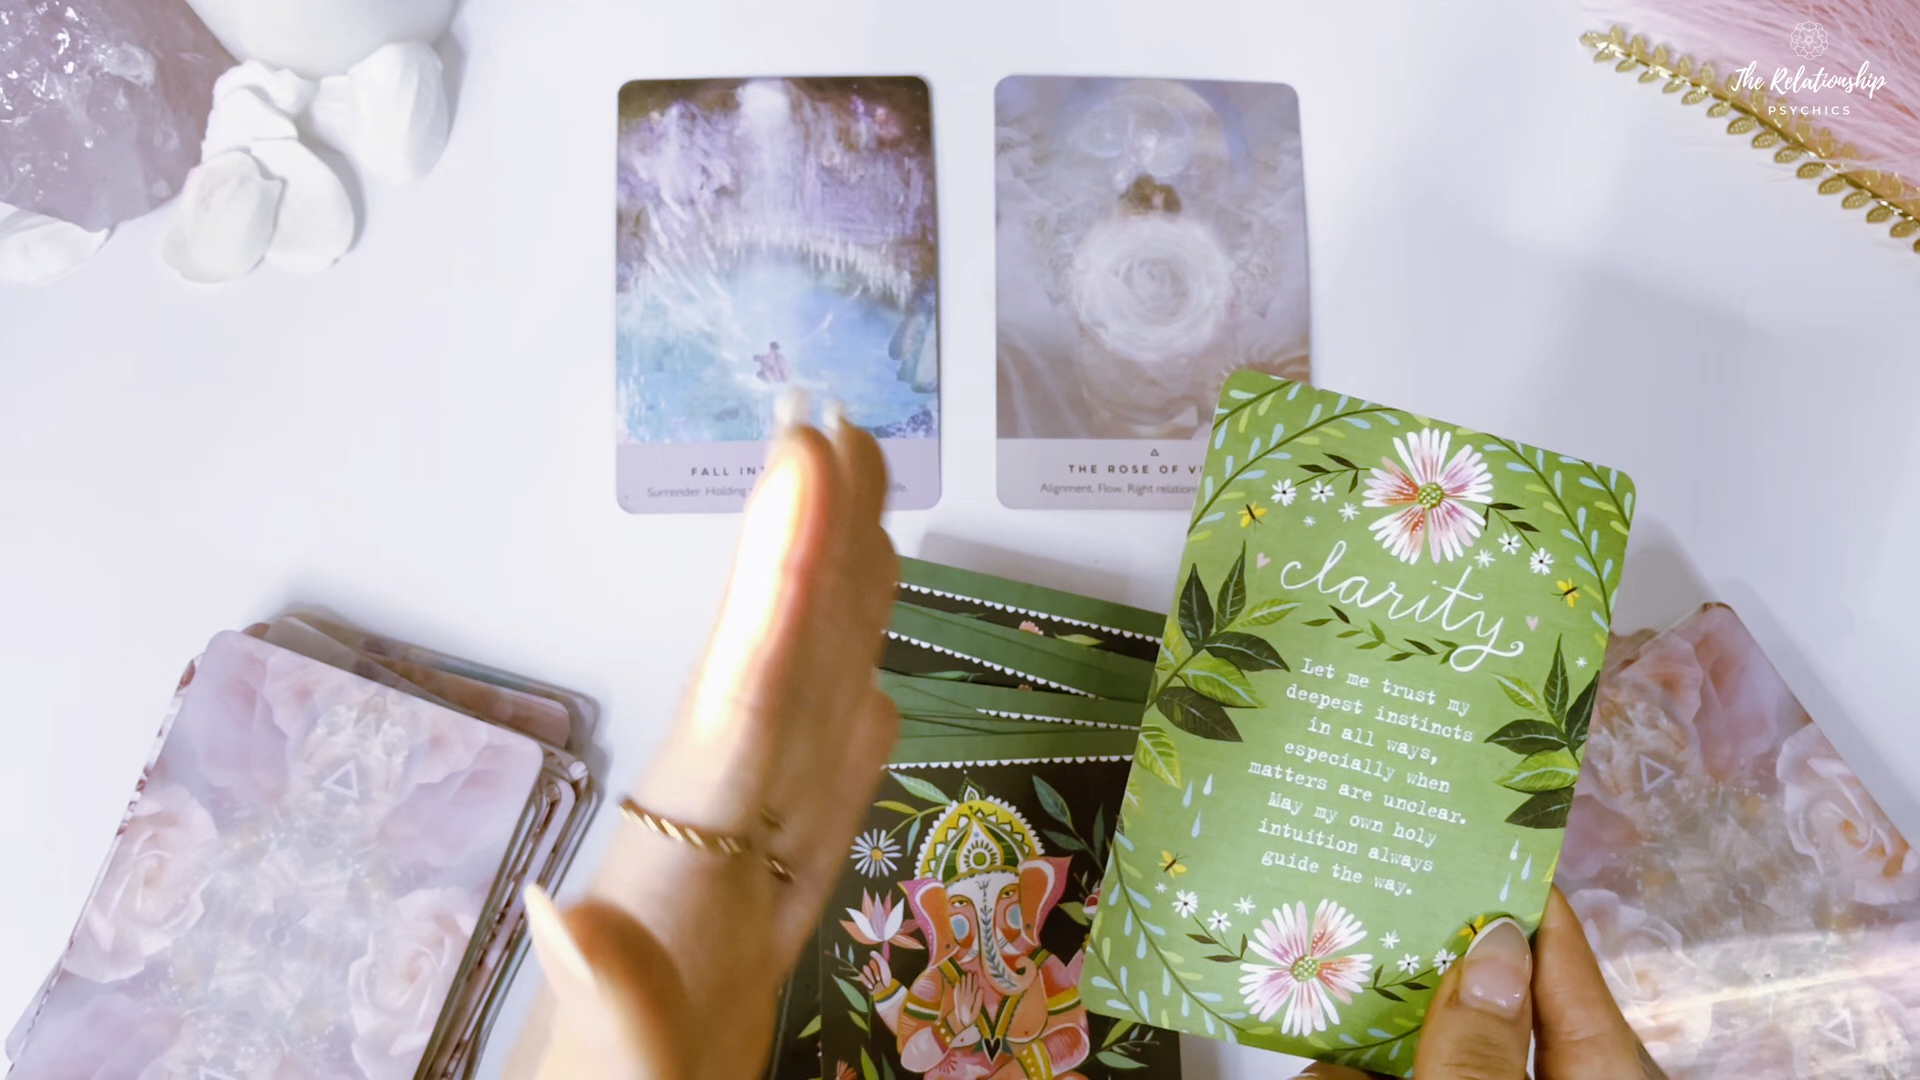 The Relationship
PSYCHICS
FALL IN
Surrender. Holding life.
THE ROSE OF
Alignment. Flow. Right
clarity
Let me trust my
deepest instincts
in all ways,
especially when
matters are unclear.
May my own holy
intuition always
guide the way.